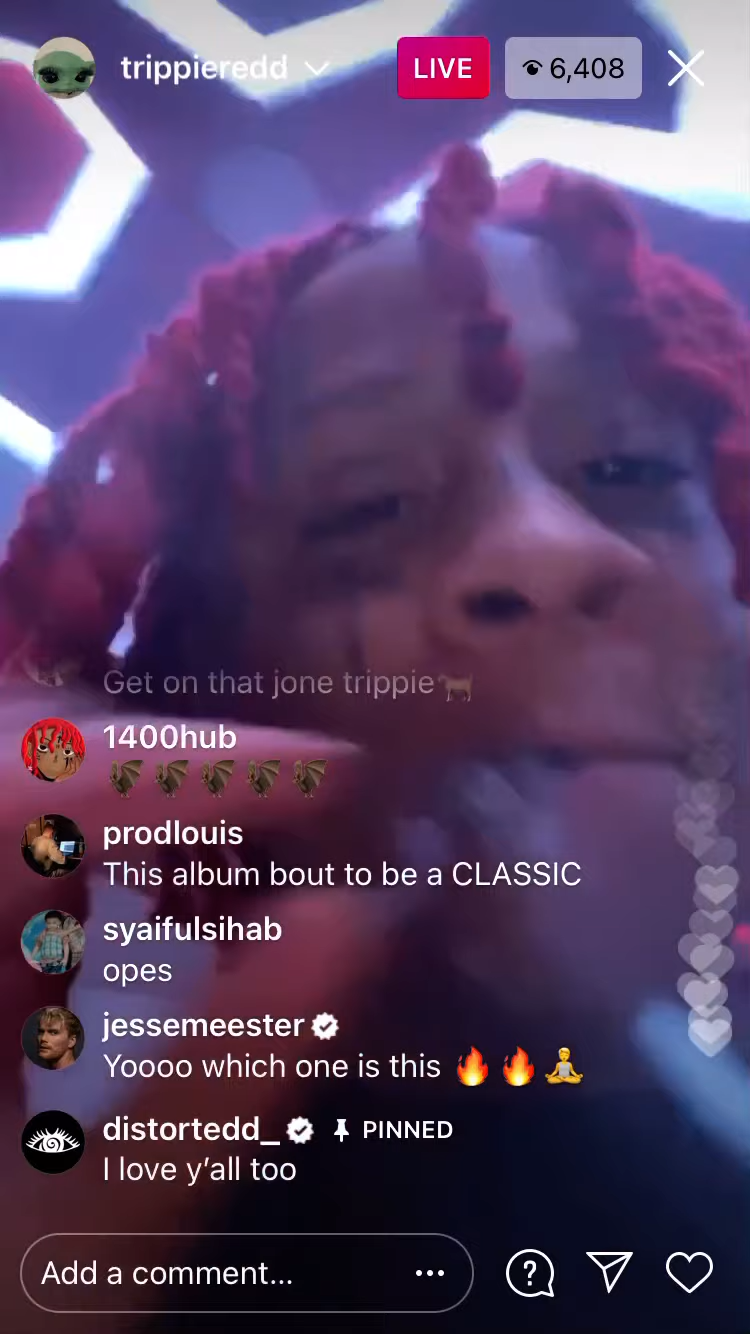 trippieredd
LIVE
6,408
Get on that jone trippie🐈
1400hub
🦇🦇🦇🦇🦇
prodlouis
This album bout to be a CLASSIC
syaifulsihab
opes
jessemeester
Yoooo which one is this 🔥🔥🧘
distortedd_ PINNED
I love y’all too
Add a comment...